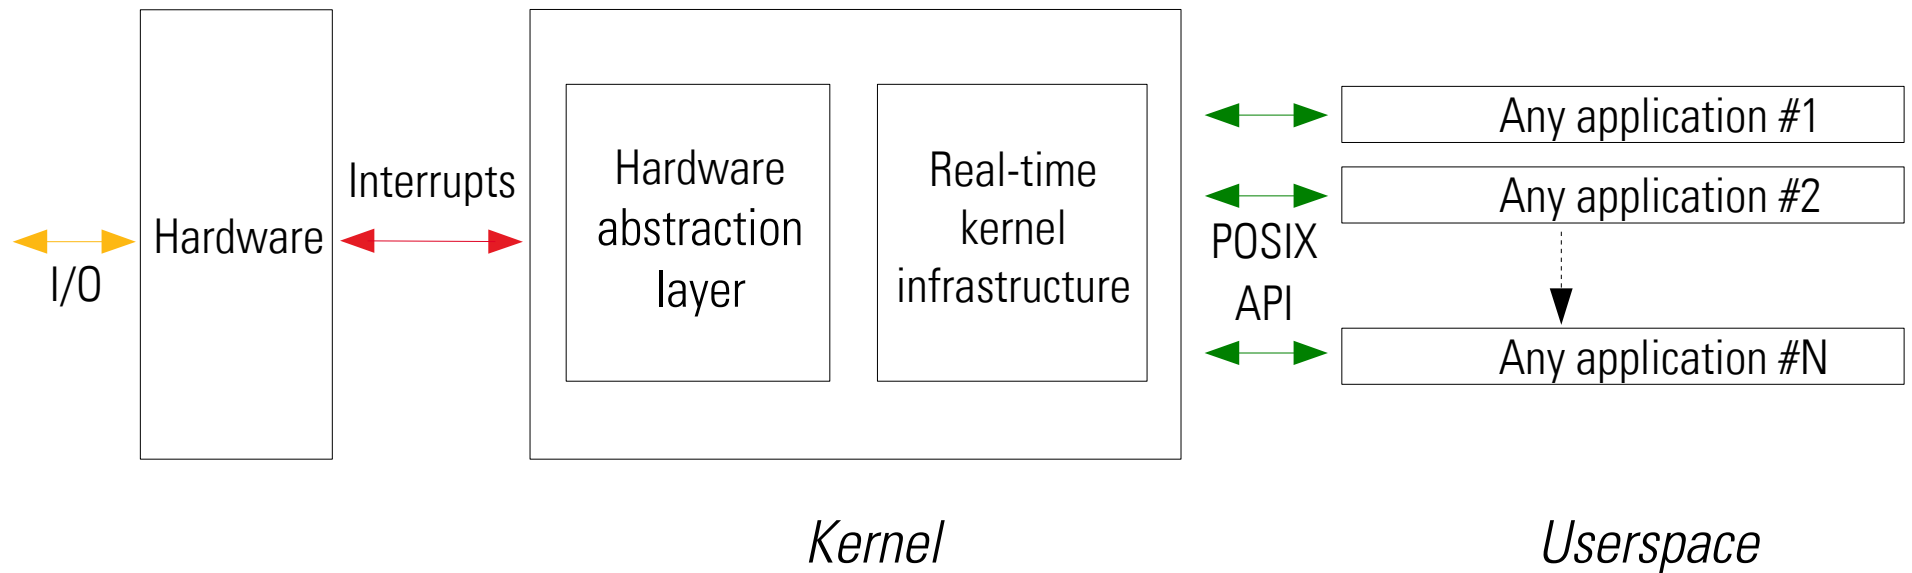 I/O
Hardware
Interrupts
Hardware
abstraction
layer
Real-time
kernel
infrastructure
POSIX
API
Any application #1
Any application #2
Any application #N
Kernel
Userspace